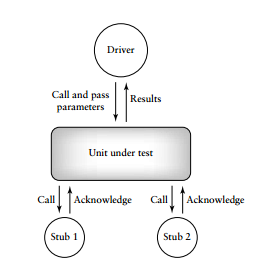 Driver
Call and pass
parameters
Results
Unit under test
Call
Acknowledge
Call
Acknowledge
Stub 1
Stub 2